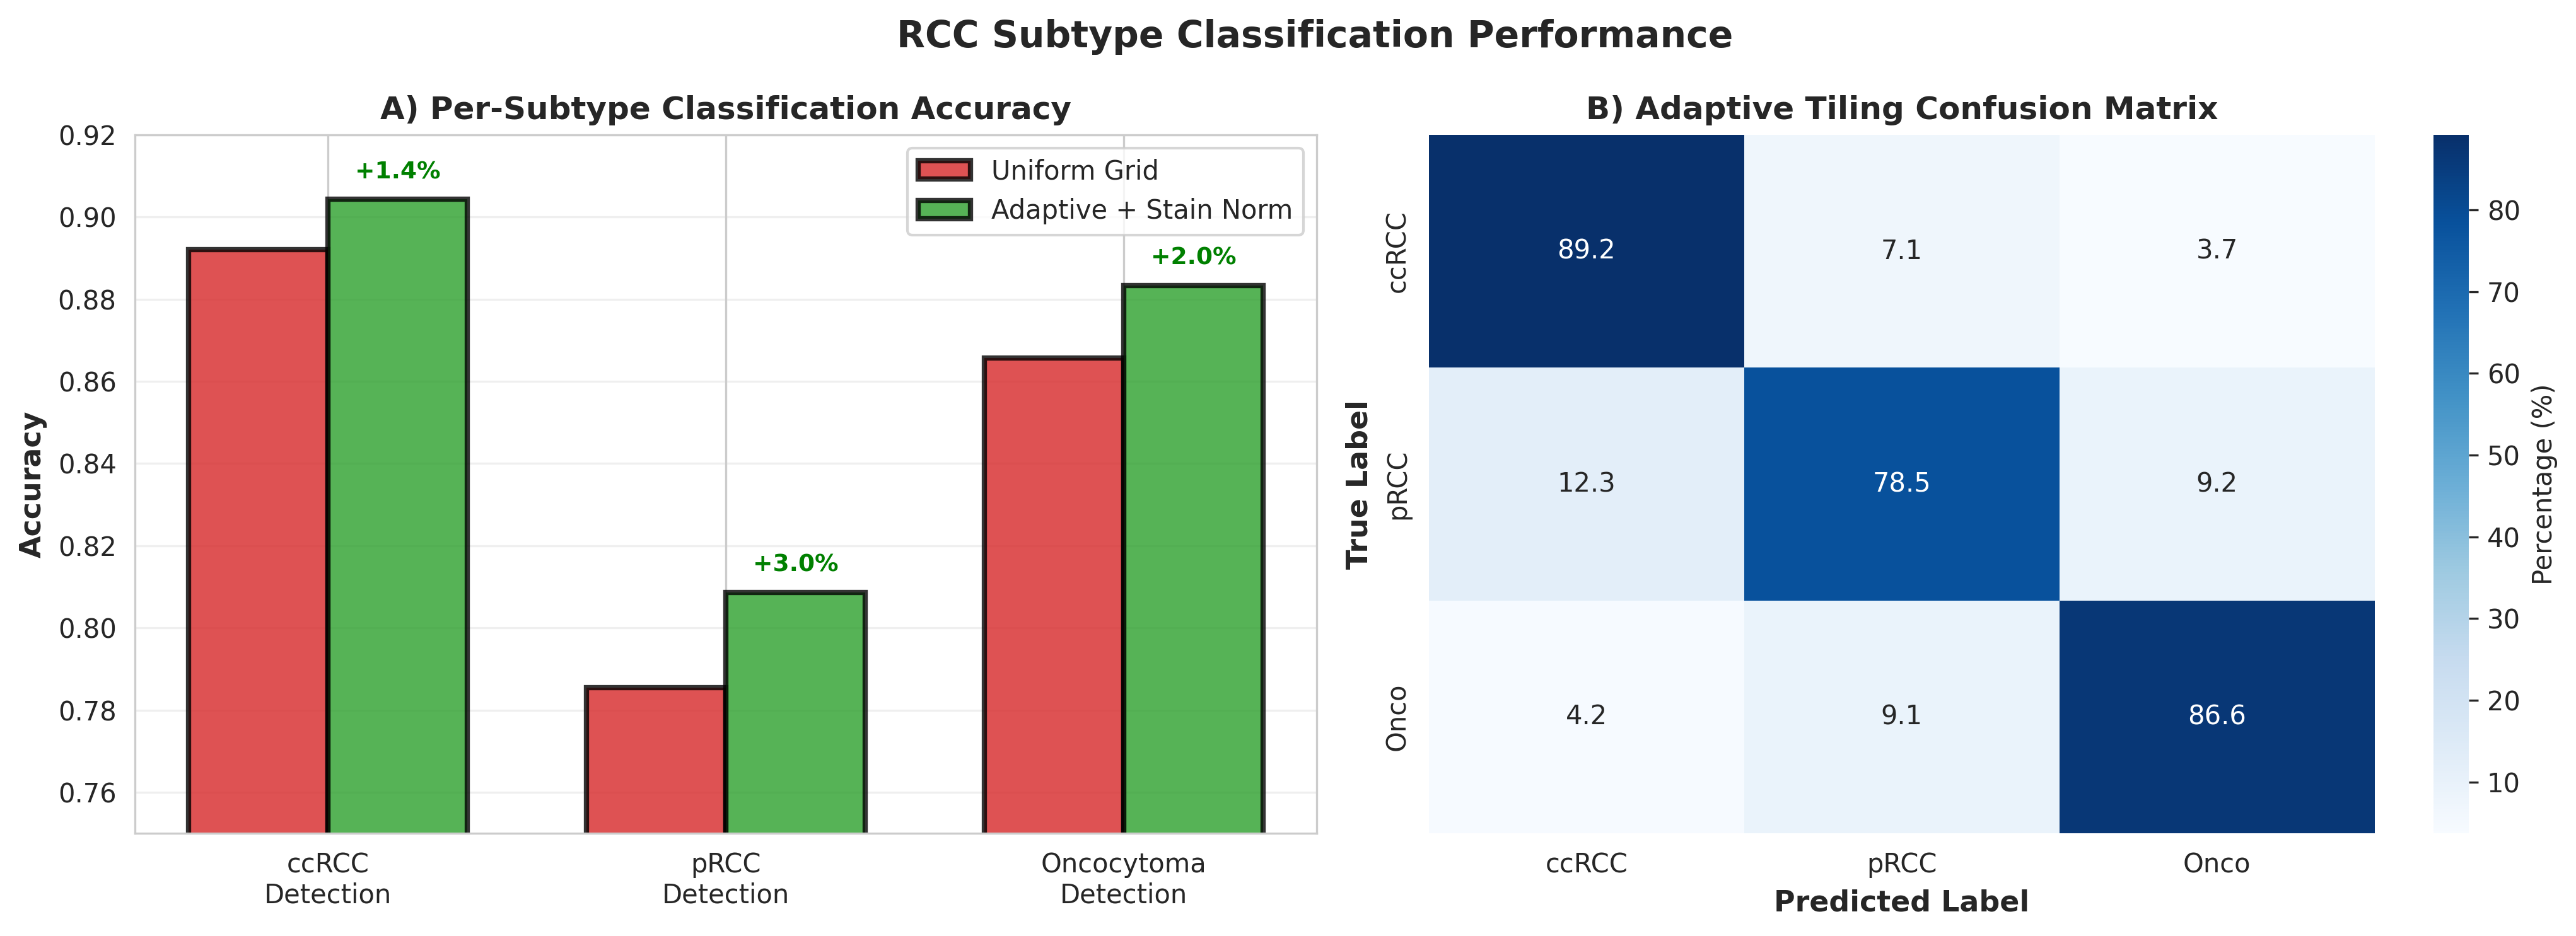 RCC Subtype Classification Performance
A) Per-Subtype Classification Accuracy
0.92
0.90
0.88
0.86
0.84
0.82
0.80
0.78
0.76
Accuracy
+1.4%
+3.0%
+2.0%
Uniform Grid
Adaptive + Stain Norm
ccRCC
Detection
pRCC
Detection
Oncocytoma
Detection
B) Adaptive Tiling Confusion Matrix
True Label
ccRCC
pRCC
Onco
89.2 7.1 3.7
12.3 78.5 9.2
4.2 9.1 86.6
ccRCC pRCC Onco
Predicted Label
80
70
60
50
40
30
20
10
Percentage (%)